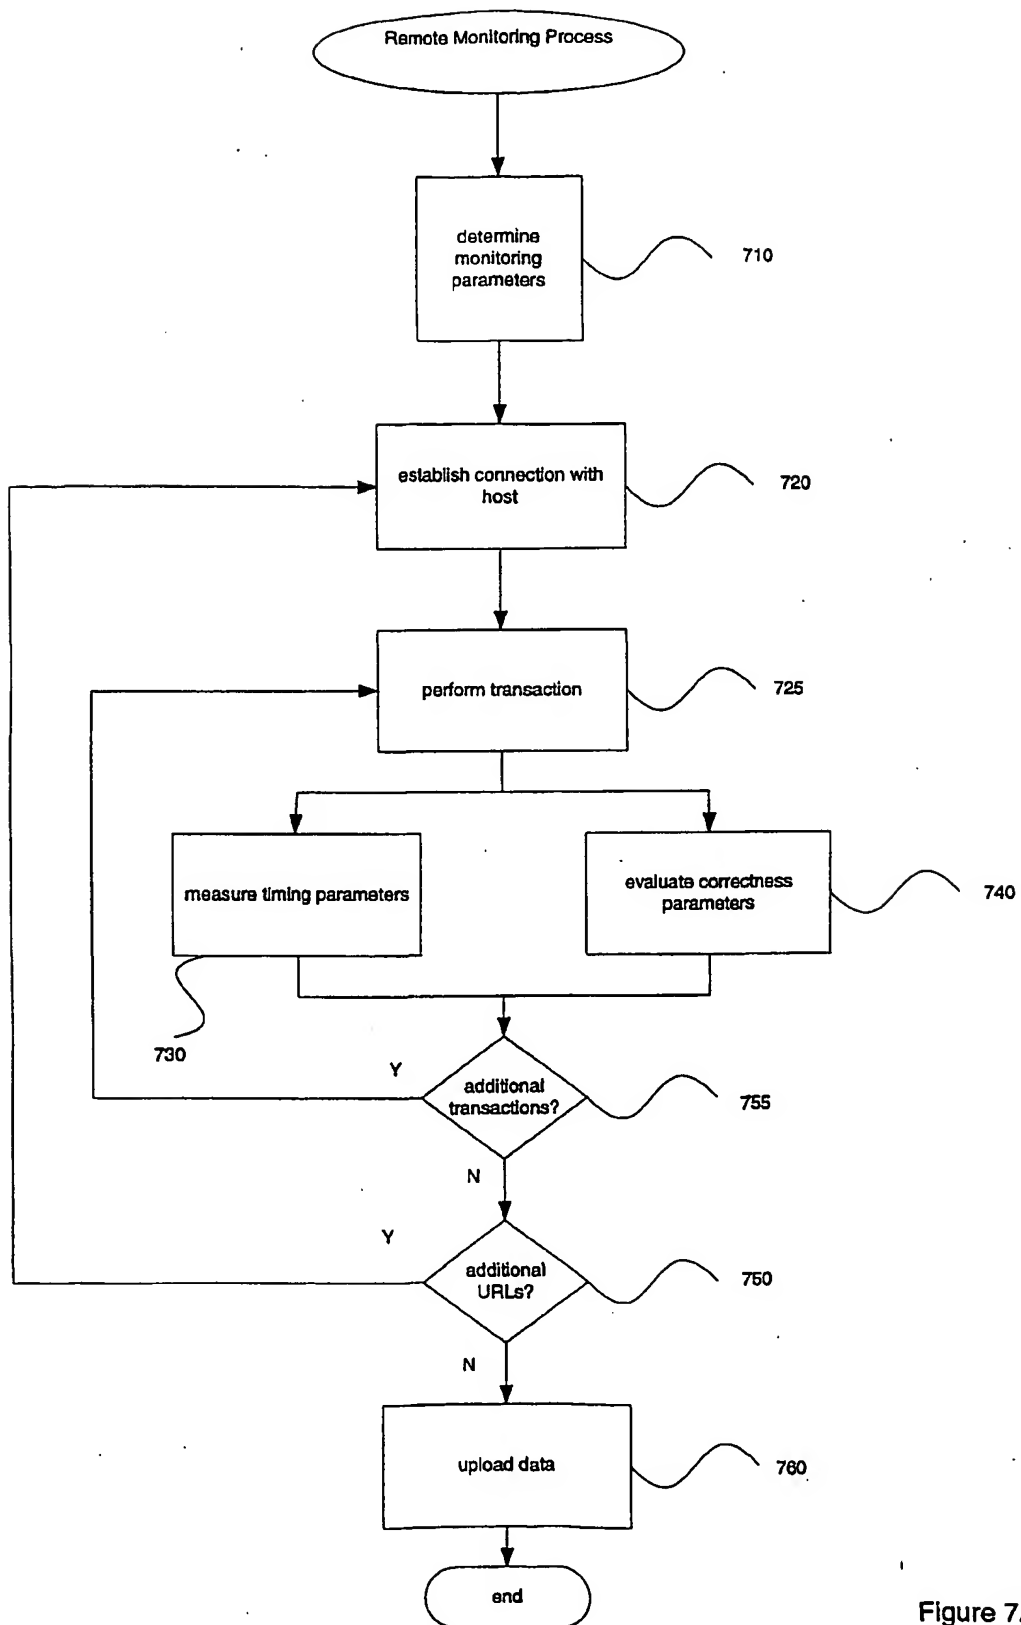 Remote Monitoring Process
determine
monitoring
parameters
710
establish connection with
host
720
perform transaction
725
measure timing parameters
730
evaluate correctness
parameters
740
additional
transactions?
755
Y
N
additional
URLs?
750
Y
N
upload data
760
end
Figure 7.